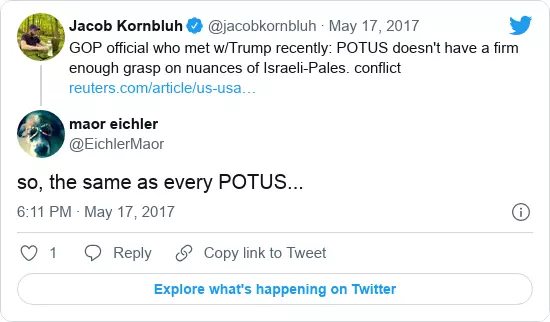 Jacob Kornbluh @jacobkornbluh · May 17, 2017
GOP official who met w/Trump recently: POTUS doesn't have a firm
enough grasp on nuances of Israeli-Pales. conflict
reuters.com/article/us-usa…
maor eichler
@EichlerMaor
so, the same as every POTUS...
6:11 PM · May 17, 2017
1 Reply Copy link to Tweet
Explore what's happening on Twitter